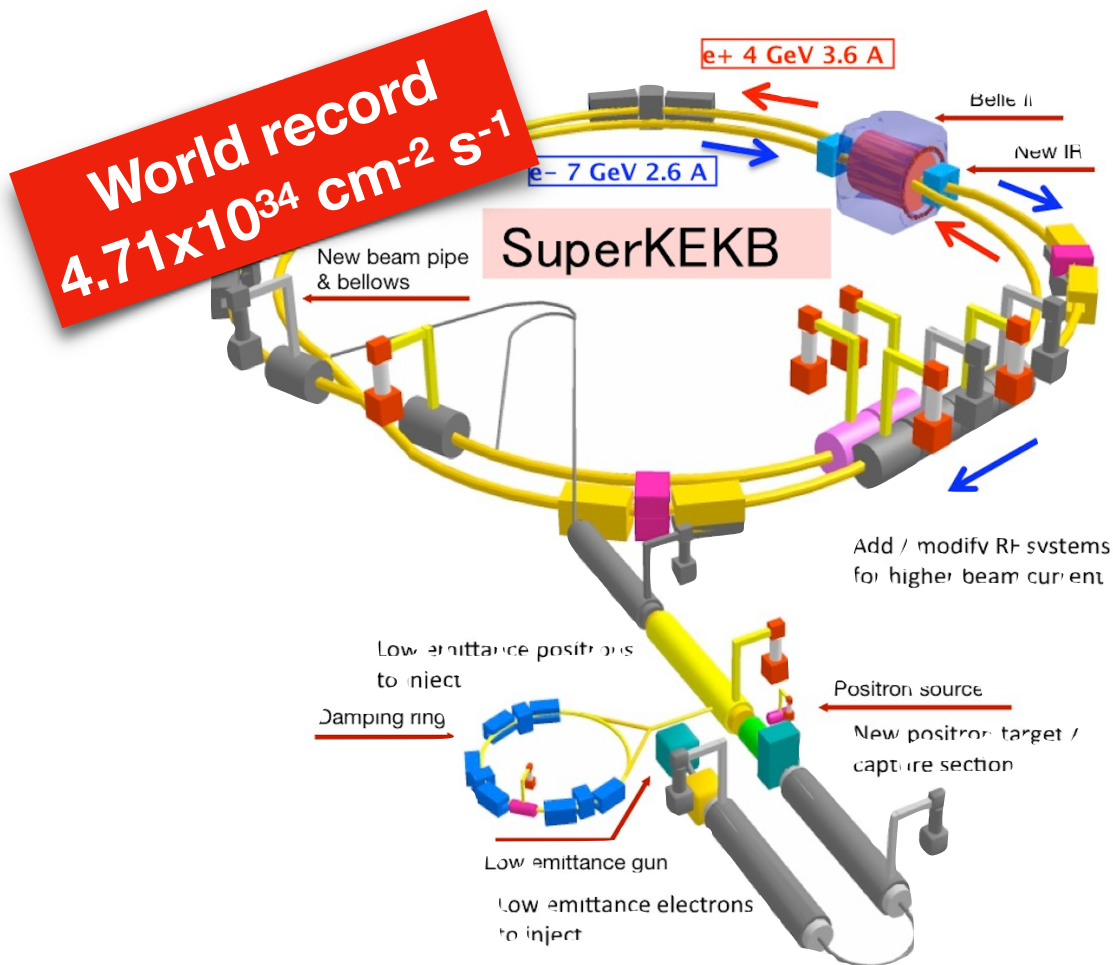 World record
4.71x10³⁴ cm⁻² s⁻¹
e+ 4 GeV 3.6 A
Belle II
New IR
e- 7 GeV 2.6 A
SuperKEKB
New beam pipe
& bellows
Add / modify RF systems
for higher beam current
Low emittance positrons
to inject
Damping ring
Positron source
New positron target /
capture section
Low emittance gun
Low emittance electrons
to inject